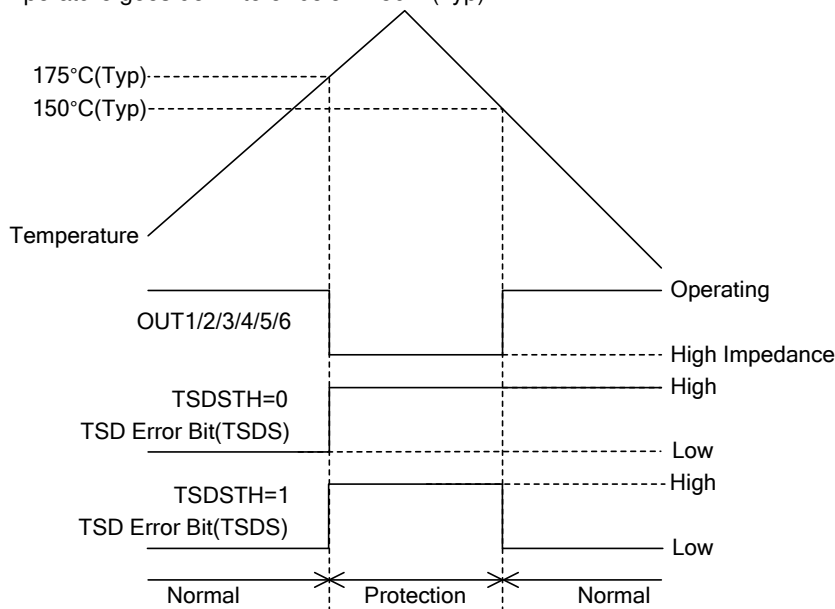 175°C(Typ)
150°C(Typ)
Temperature
Operating
OUT1/2/3/4/5/6
High Impedance
High
TSDSTH=0
TSD Error Bit(TSDS)
Low
High
TSDSTH=1
TSD Error Bit(TSDS)
Low
Normal
Protection
Normal